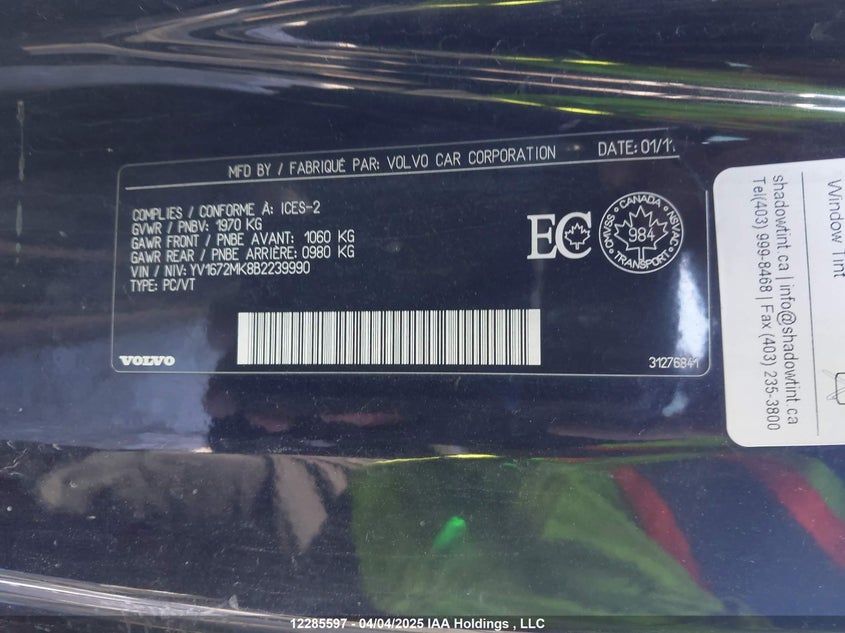 MFD BY / FABRIQUÉ PAR: VOLVO CAR CORPORATION DATE: 01/11
COMPLIES / CONFORME À: ICES-2
GVWR / PNBV: 1970 KG
GAWR FRONT / PNBE AVANT: 1060 KG
GAWR REAR / PNBE ARRIÈRE: 0980 KG
VIN / NIV: YV1672MK8B2239990
TYPE: PC/VT
EC
CANADA
CMVSS
984
NSVAC
TRANSPORT
VOLVO
31276841
Window Tint
shadowtint.ca | info@shadowtint.ca
Tel(403) 999-8468 | Fax (403) 235-3800
12285597 - 04/04/2025 IAA Holdings , LLC